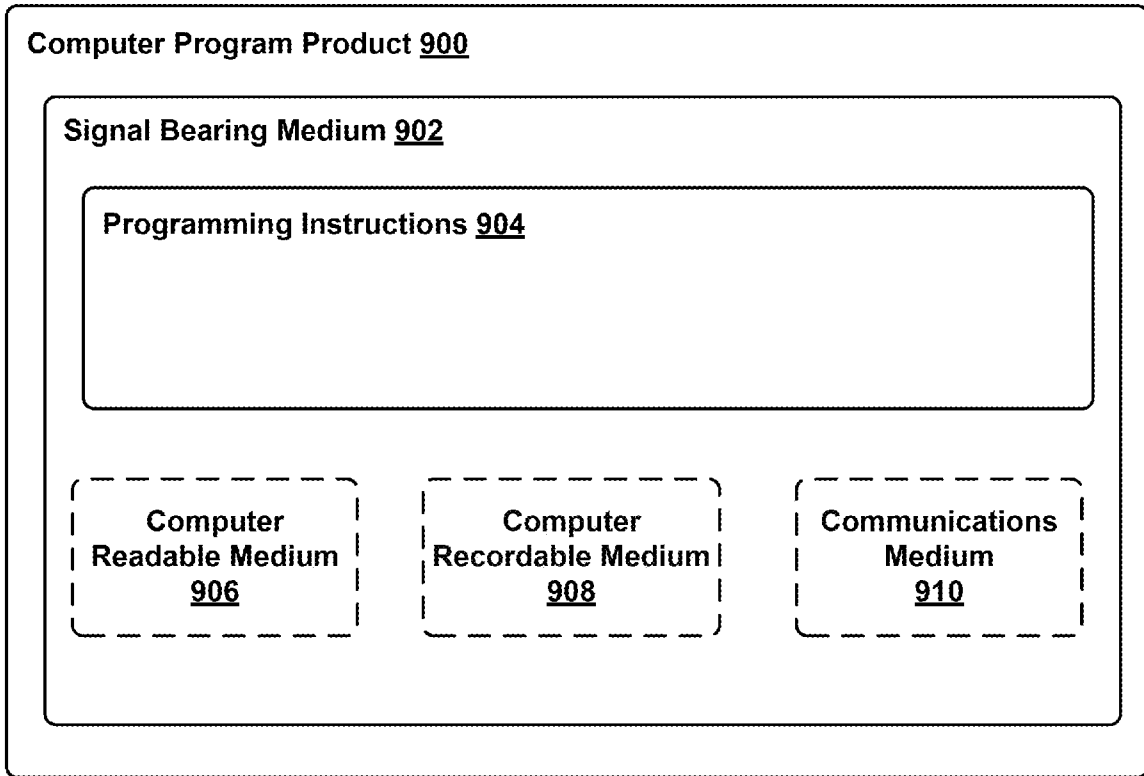 Computer Program Product 900
Signal Bearing Medium 902
Programming Instructions 904
Computer
Readable Medium
906
Computer
Recordable Medium
908
Communications
Medium
910